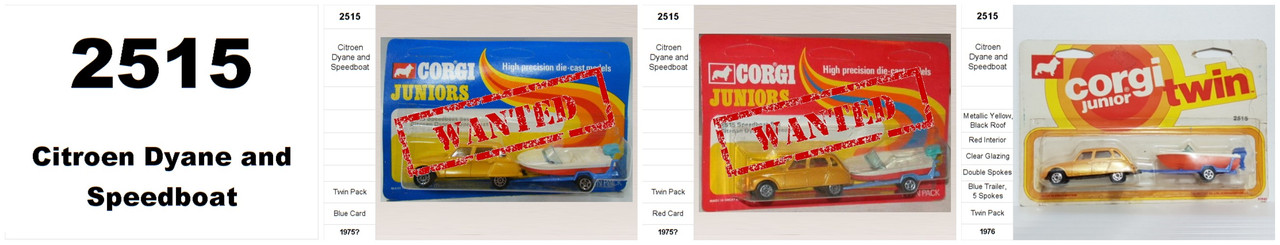 2515
Citroen Dyane and
Speedboat
2515
Citroen
Dyane and
Speedboat
Twin Pack
Blue Card
1975?
CORGI
JUNIORS
High precision die-cast models
WANTED
2515
Citroen
Dyane and
Speedboat
Twin Pack
Red Card
1975?
CORGI
JUNIORS
High precision die-cast models
WANTED
2515
Citroen
Dyane and
Speedboat
Metallic Yellow,
Black Roof
Red Interior
Clear Glazing
Double Spokes
Blue Trailer,
5 Spokes
Twin Pack
1976
corgi
junior
twin
2515